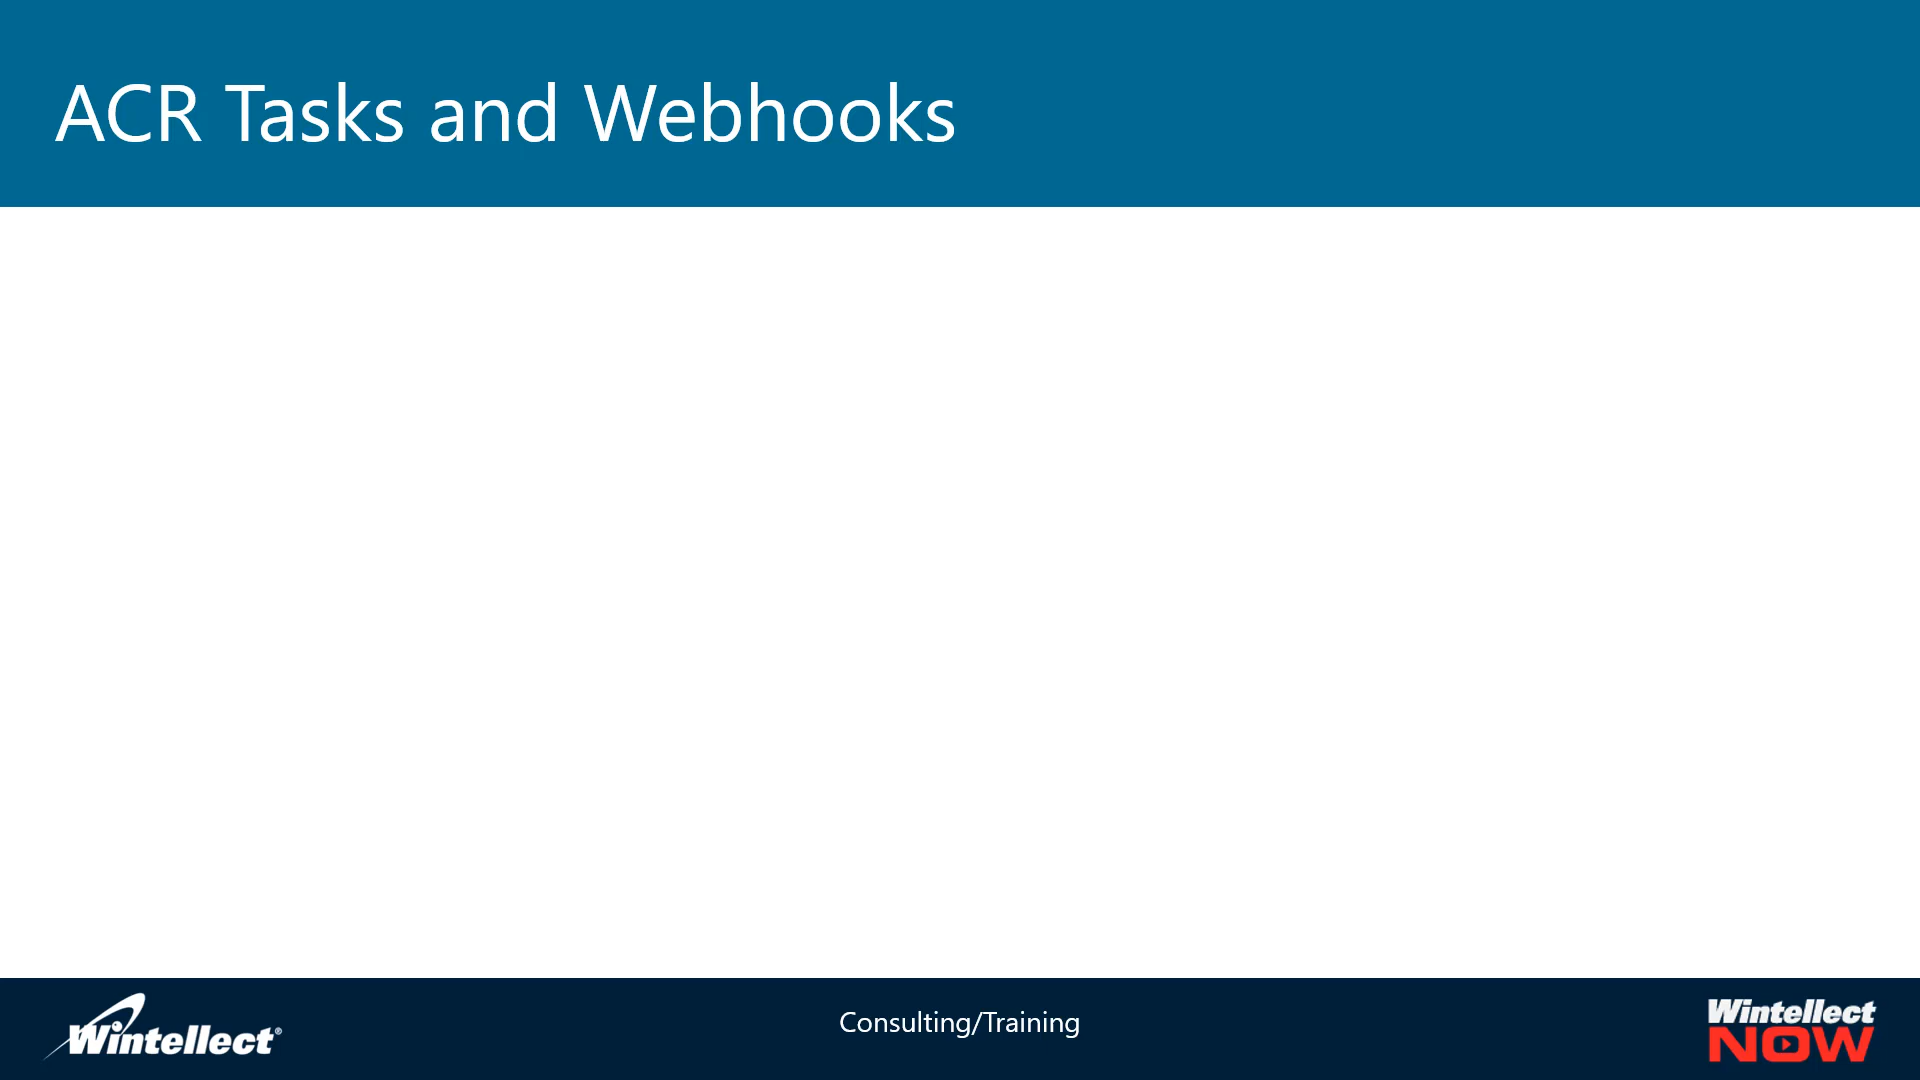 ACR Tasks and Webhooks
Wintellect®
Consulting/Training
Wintellect
NOW